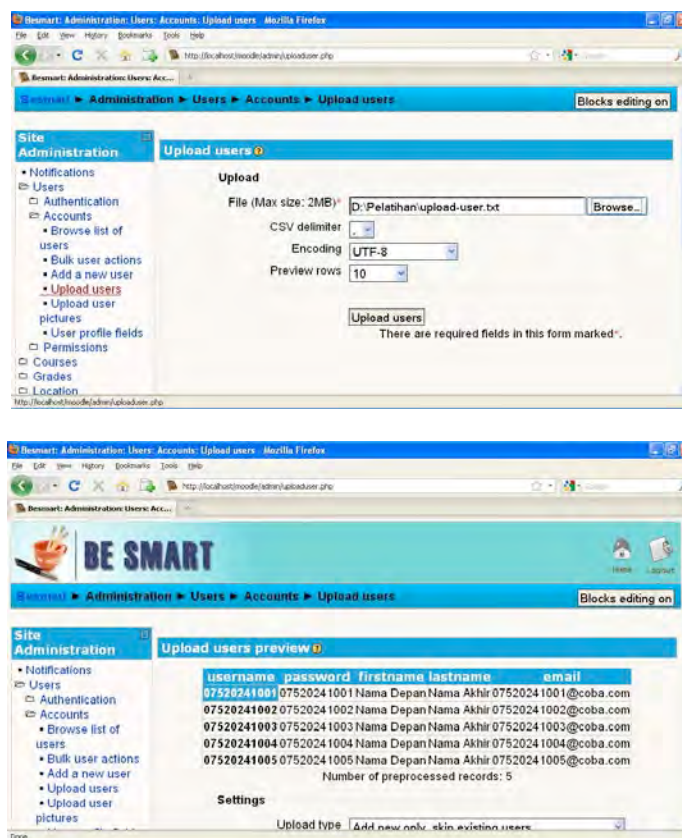 Besmart: Administration: Users: Accounts: Upload users - Mozilla Firefox
File Edit View History Bookmarks Tools Help
http://localhost/moodle/admin/uploaduser.php
Besmart: Administration: Users: Acc...
Besmart ► Administration ► Users ► Accounts ► Upload users
Blocks editing on
Site Administration
Upload users
• Notifications
Users
Authentication
Accounts
• Browse list of
users
• Bulk user actions
• Add a new user
• Upload users
• Upload user
pictures
• User profile fields
Permissions
Courses
Grades
Location
Upload
File (Max size: 2MB)* D:\Pelatihan\upload-user.txt Browse...
CSV delimiter
Encoding UTF-8
Preview rows 10
Upload users
There are required fields in this form marked*.
http://localhost/moodle/admin/uploaduser.php
Besmart: Administration: Users: Accounts: Upload users - Mozilla Firefox
File Edit View History Bookmarks Tools Help
http://localhost/moodle/admin/uploaduser.php
Besmart: Administration: Users: Acc...
BE SMART
Home Logout
Besmart ► Administration ► Users ► Accounts ► Upload users
Blocks editing on
Site
Administration
Upload users preview
• Notifications
Users
Authentication
Accounts
• Browse list of
users
• Bulk user actions
• Add a new user
• Upload users
• Upload user
pictures
username password firstname lastname email
07520241001 07520241001 Nama Depan Nama Akhir 07520241001@coba.com
07520241002 07520241002 Nama Depan Nama Akhir 07520241002@coba.com
07520241003 07520241003 Nama Depan Nama Akhir 07520241003@coba.com
07520241004 07520241004 Nama Depan Nama Akhir 07520241004@coba.com
07520241005 07520241005 Nama Depan Nama Akhir 07520241005@coba.com
Number of preprocessed records: 5
Settings
Upload type Add new only, skip existing users
Done